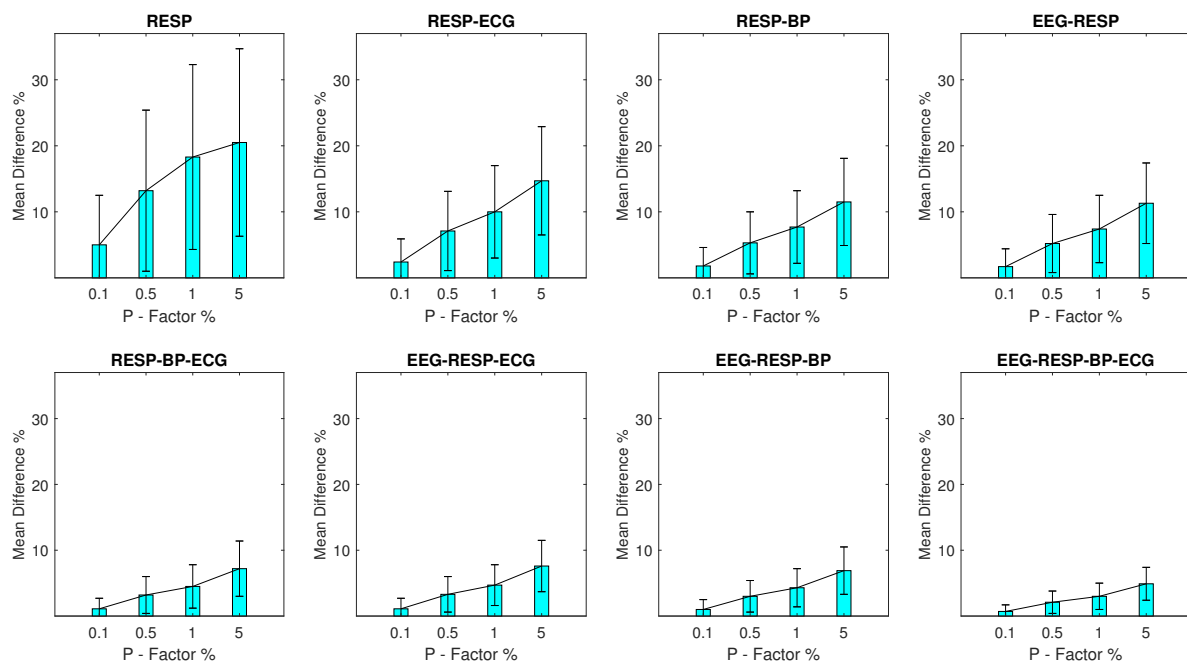 RESP
RESP-ECG
RESP-BP
EEG-RESP
Mean Difference %
30
20
10
0.1 0.5 1 5
P - Factor %
Mean Difference %
30
20
10
0.1 0.5 1 5
P - Factor %
Mean Difference %
30
20
10
0.1 0.5 1 5
P - Factor %
Mean Difference %
30
20
10
0.1 0.5 1 5
P - Factor %
RESP-BP-ECG
EEG-RESP-ECG
EEG-RESP-BP
EEG-RESP-BP-ECG
Mean Difference %
30
20
10
0.1 0.5 1 5
P - Factor %
Mean Difference %
30
20
10
0.1 0.5 1 5
P - Factor %
Mean Difference %
30
20
10
0.1 0.5 1 5
P - Factor %
Mean Difference %
30
20
10
0.1 0.5 1 5
P - Factor %